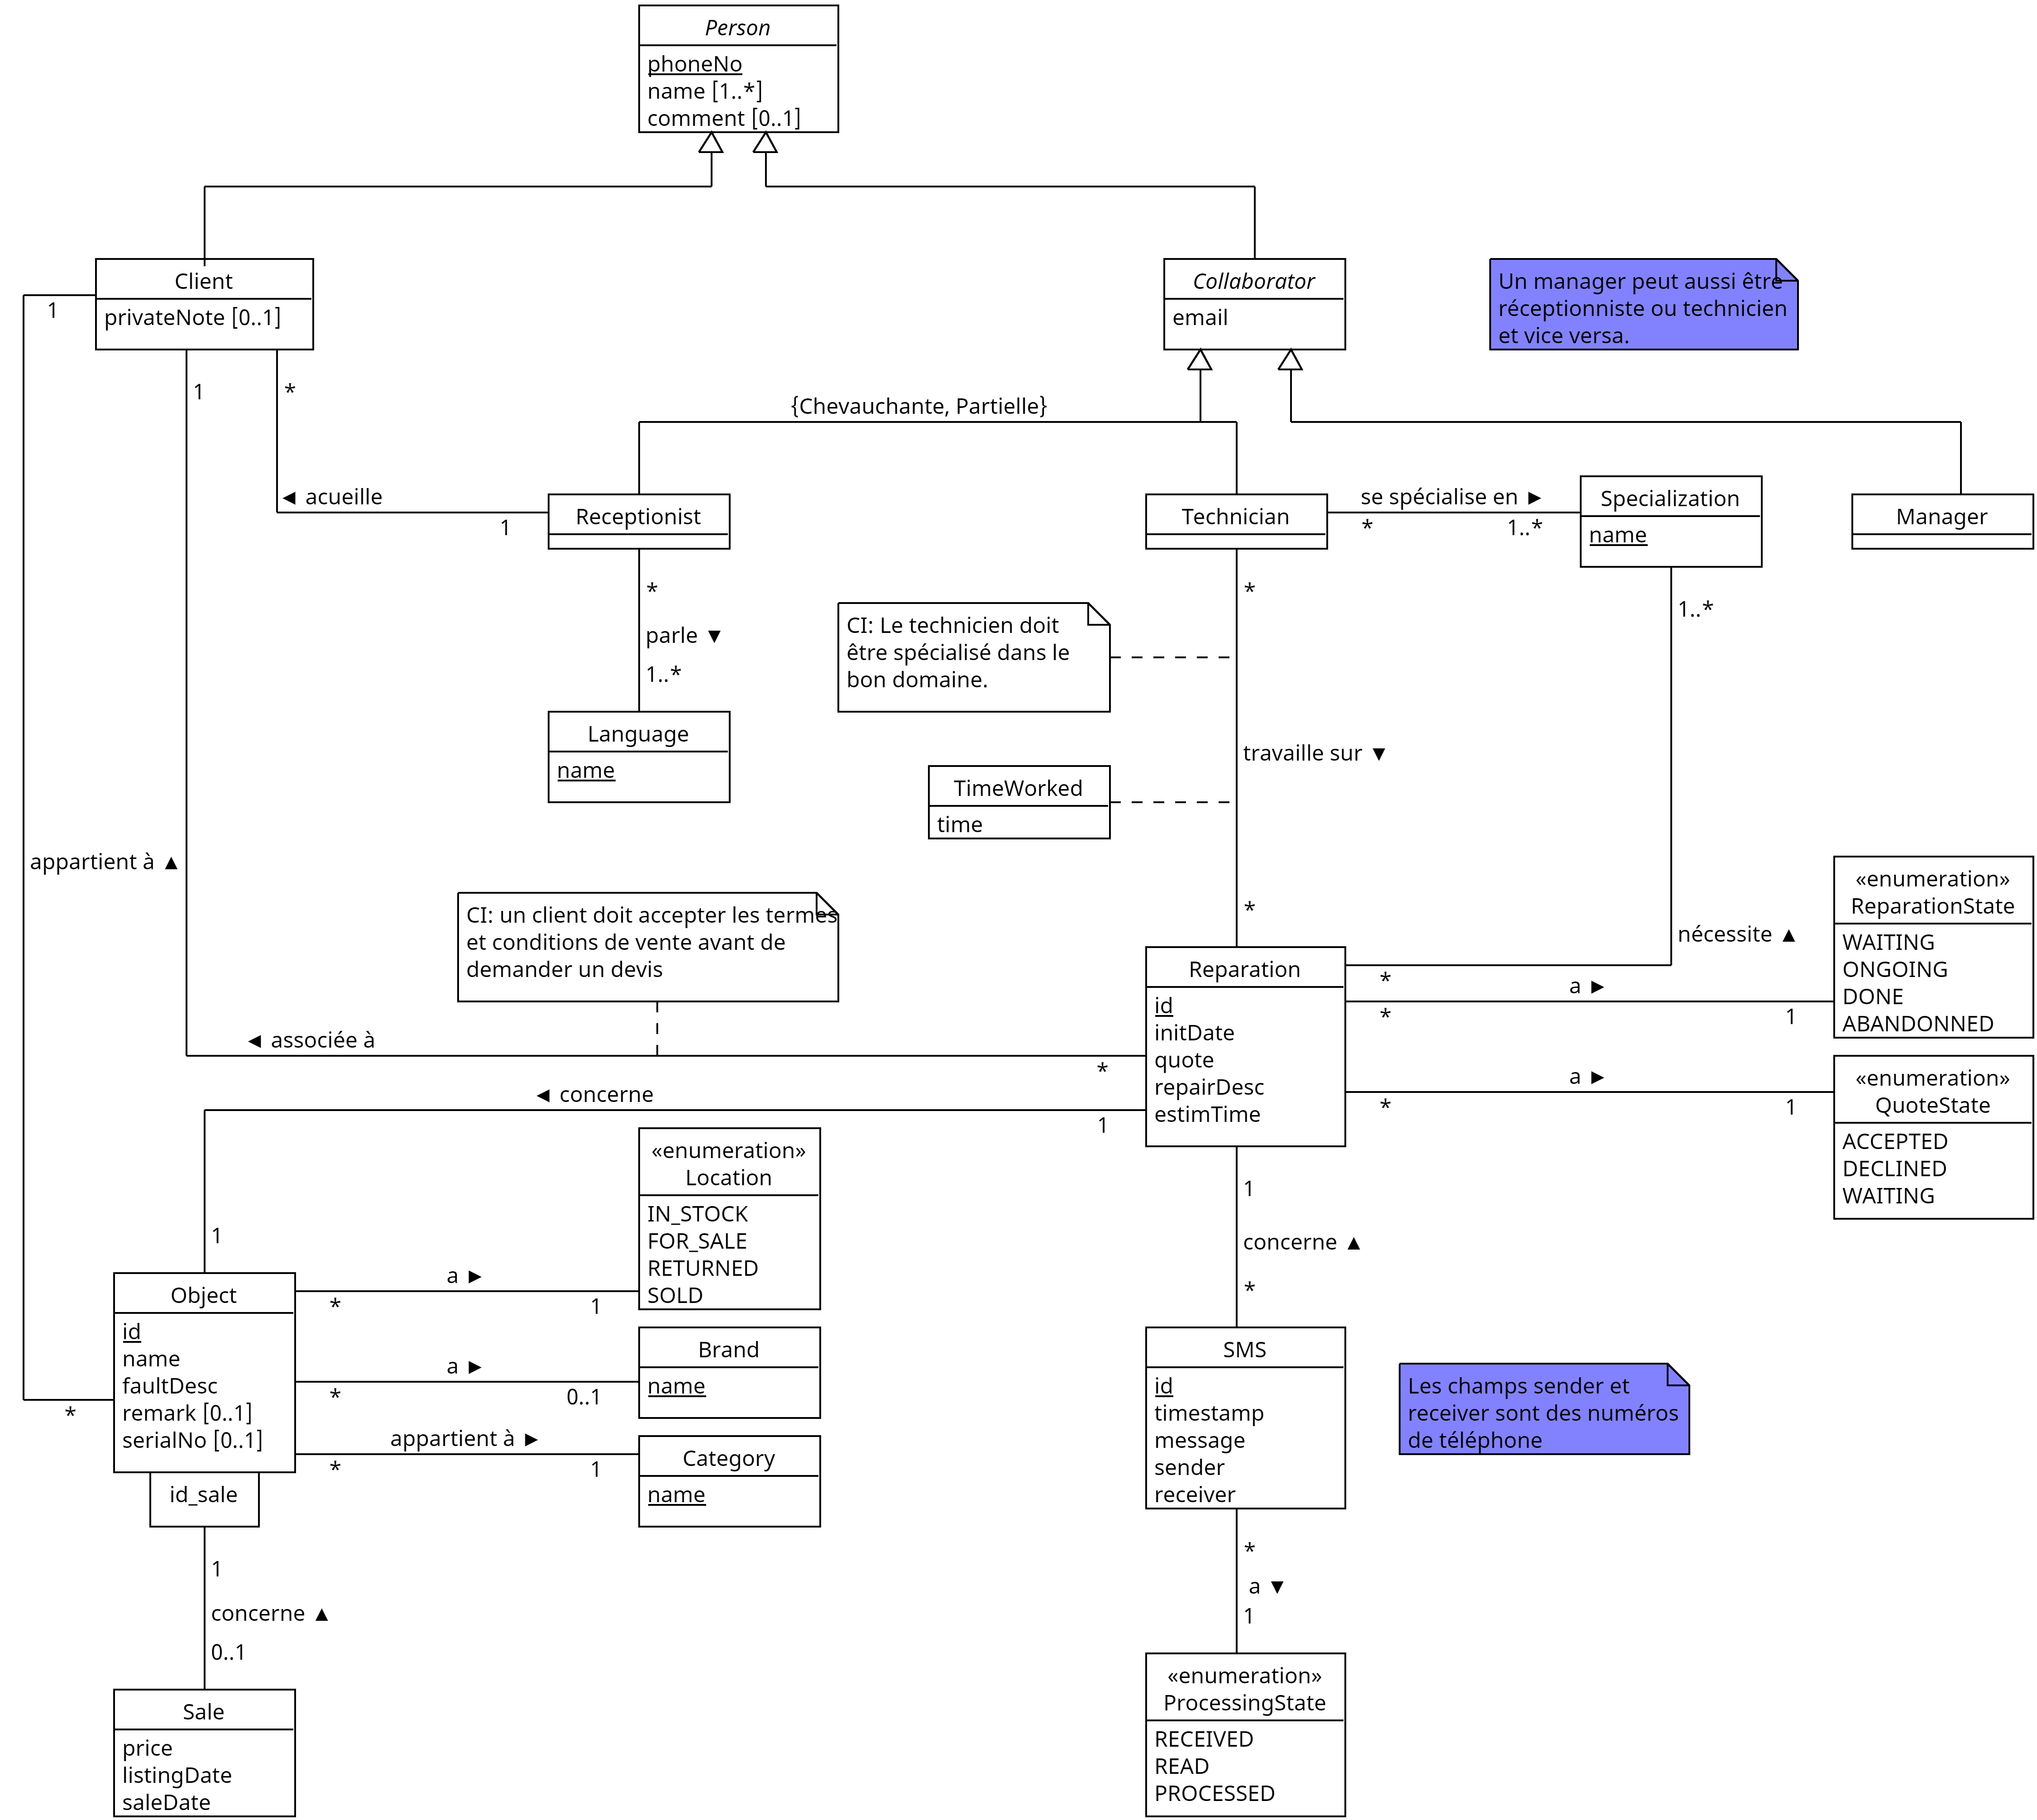 Person
phoneNo
name [1..*]
comment [0..1]
Client
privateNote [0..1]
Collaborator
email
Un manager peut aussi être
réceptionniste ou technicien
et vice versa.
1
1
*
{Chevauchante, Partielle}
◄ acueille
1
Receptionist
Technician
se spécialise en ►
*
1..*
Specialization
name
Manager
*
parle ▼
1..*
Language
name
CI: Le technicien doit
être spécialisé dans le
bon domaine.
*
1..*
travaille sur ▼
TimeWorked
time
appartient à ▲
CI: un client doit accepter les termes
et conditions de vente avant de
demander un devis
*
nécessite ▲
«enumeration»
ReparationState
WAITING
ONGOING
DONE
ABANDONNED
Reparation
id
initDate
quote
repairDesc
estimTime
*
a ►
*
1
◄ associée à
*
a ►
*
1
«enumeration»
QuoteState
ACCEPTED
DECLINED
WAITING
◄ concerne
1
1
«enumeration»
Location
IN_STOCK
FOR_SALE
RETURNED
SOLD
1
concerne ▲
*
Object
id
name
faultDesc
remark [0..1]
serialNo [0..1]
*
a ►
*
1
a ►
*
0..1
Brand
name
appartient à ►
*
1
Category
name
SMS
id
timestamp
message
sender
receiver
Les champs sender et
receiver sont des numéros
de téléphone
id_sale
1
concerne ▲
0..1
*
a ▼
1
Sale
price
listingDate
saleDate
«enumeration»
ProcessingState
RECEIVED
READ
PROCESSED